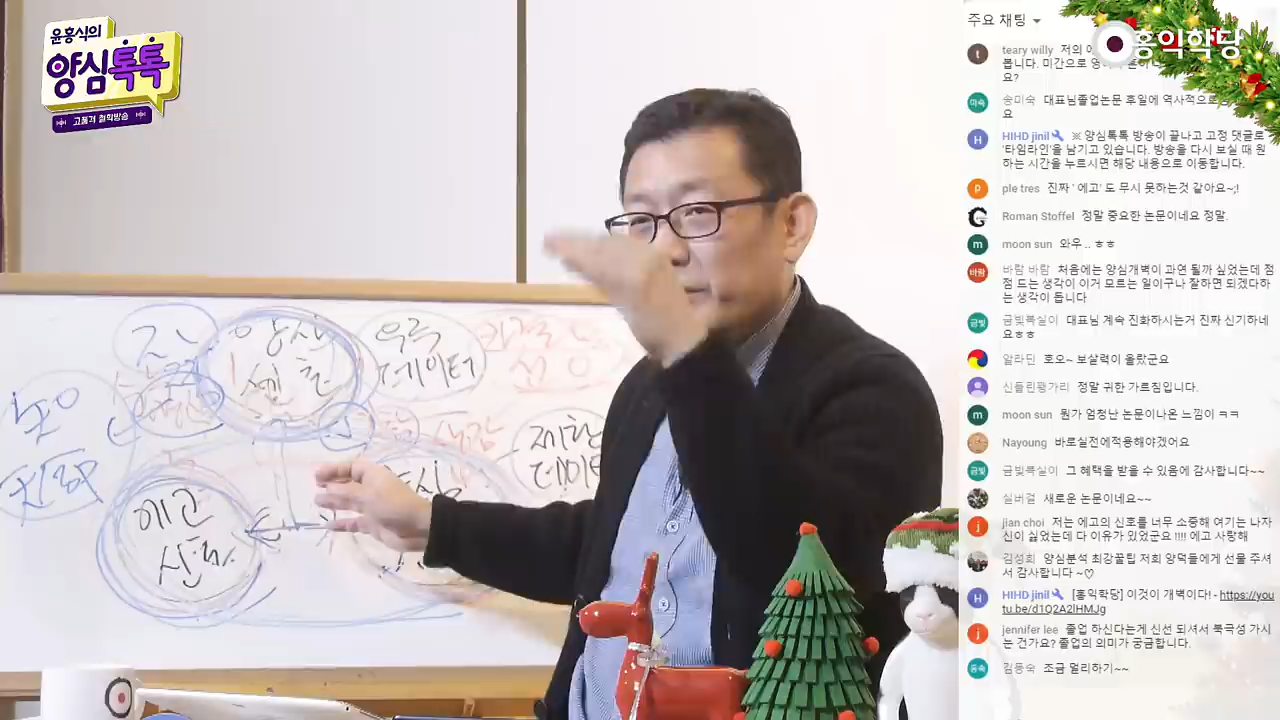 윤홍식의
양심톡톡
고품격 철학방송
홍익학당
주요 채팅
양심
센추
우주
데이터
제한
에고
teary willy 저의
요?
송미숙 대표님졸업논문 후일에 역사적으로
요
HIHD jinil ※ 양심톡톡 방송이 끝나고 고정 댓글로
'타임라인'을 남기고 있습니다. 방송을 다시 보실 때 원
하는 시간을 누르시면 해당 내용으로 이동합니다.
ple tres 진짜 ' 에고' 도 무시 못하는것 같아요~;!
Roman Stoffel 정말 중요한 논문이네요 정말.
moon sun 와우 .. ㅎㅎ
바람 바람 처음에는 양심개벽이 과연 될까 싶었는데 점
점 드는 생각이 이거 모르는 일이구나 잘하면 되겠다하
는 생각이 듭니다
금빛복실이 대표님 계속 진화하시는거 진짜 신기하네
요ㅎㅎ
알라딘 호오~ 보살력이 올랐군요
신들린꽹가리 정말 귀한 가르침입니다.
moon sun 뭔가 엄청난 논문이나온 느낌이 ㅋㅋ
Nayoung 바로실전에적용해야겠어요
금빛복실이 그 혜택을 받을 수 있음에 감사합니다~~
실버걸 새로운 논문이네요~~
jian choi 저는 에고의 신호를 너무 소중해 여기는 나자
신이 싫었는데 다 이유가 있었군요 !!!! 에고 사랑해
김성희 양심분석 최강꿀팁 저희 양덕들에게 선물 주셔
서 감사합니다 ~♡
HIHD jinil [홍익학당] 이것이 개벽이다! - https://you
tu.be/d1Q2A2lHMJg
jennifer lee 졸업 하신다는게 신선 되셔서 북극성 가시
는 건가요? 졸업의 의미가 궁금합니다.
김동숙 조금 멀리하기~~